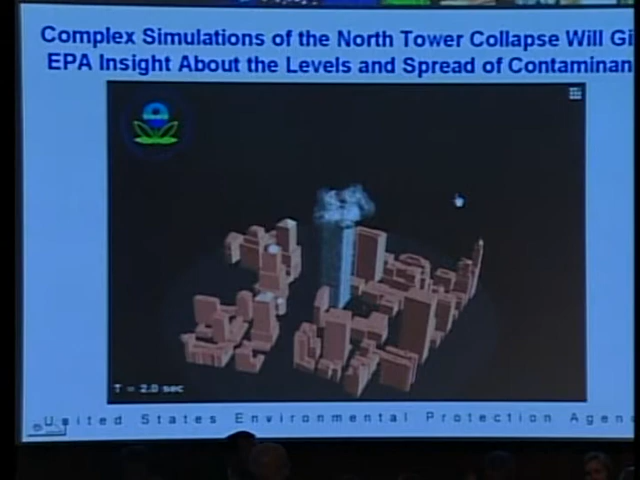 Complex Simulations of the North Tower Collapse Will Gi
EPA Insight About the Levels and Spread of Contaminan
T = 2.0 sec
United States Environmental Protection Agen